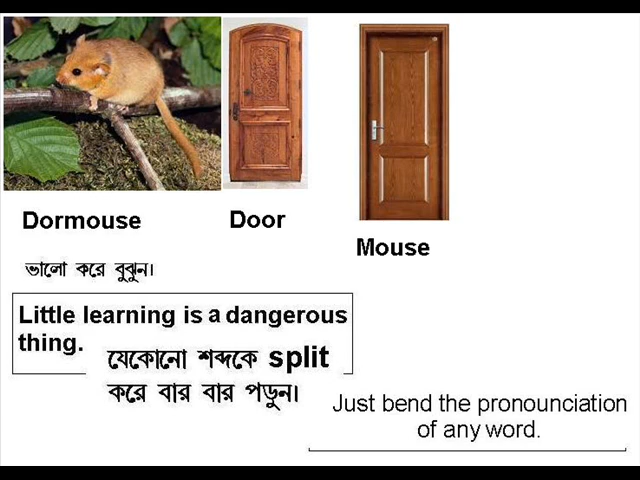 Dormouse
Door
Mouse
ভালো করে বুঝুন।
Little learning is a dangerous
thing.
যেকোনো শব্দকে split
করে বার বার পড়ুন।
Just bend the pronounciation
of any word.